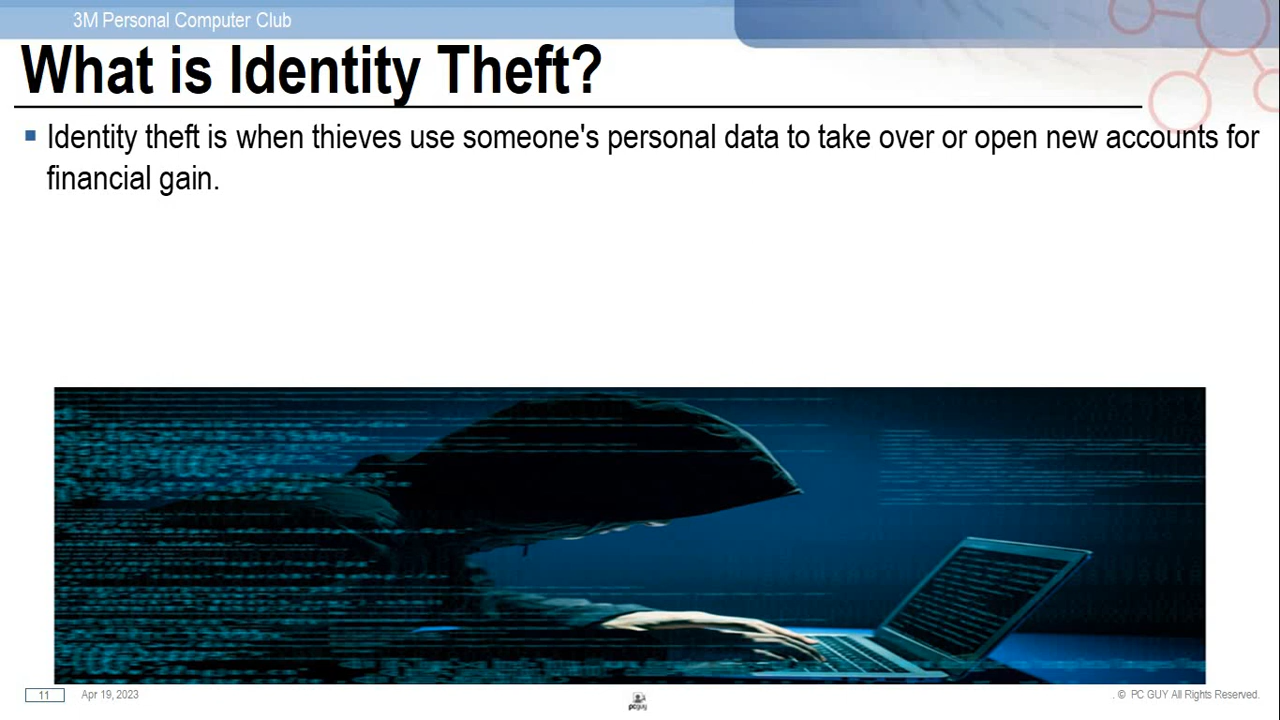 3M Personal Computer Club
What is Identity Theft?
Identity theft is when thieves use someone's personal data to take over or open new accounts for
financial gain.
11
Apr 19, 2023
pcguy
. © PC GUY All Rights Reserved.